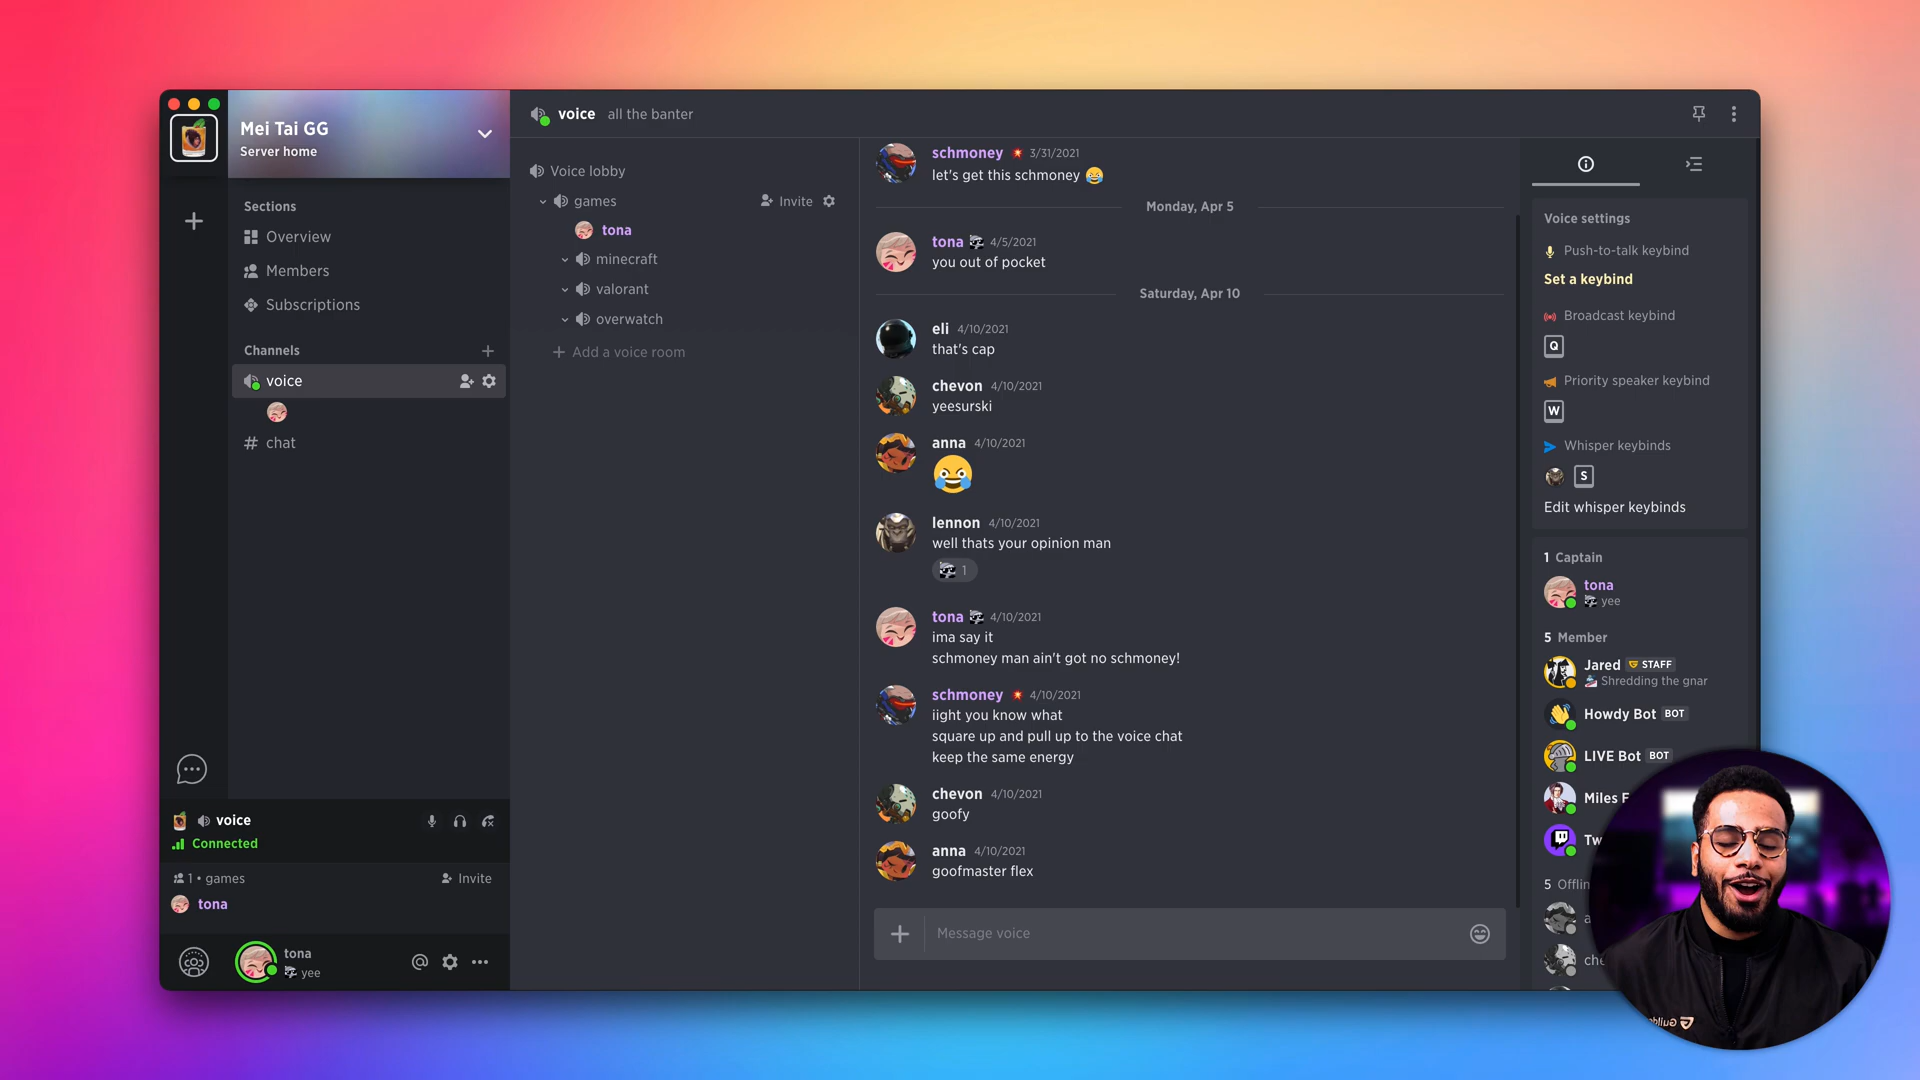 Mei Tai GG
Server home
Sections
Overview
Members
Subscriptions
Channels
voice
chat
voice
Connected
1 • games
Invite
tona
tona
yee
voice all the banter
Voice lobby
games
Invite
tona
minecraft
valorant
overwatch
Add a voice room
schmoney 3/31/2021
let's get this schmoney
Monday, Apr 5
tona 4/5/2021
you out of pocket
Saturday, Apr 10
eli 4/10/2021
that's cap
chevon 4/10/2021
yeesurski
anna 4/10/2021
lennon 4/10/2021
well thats your opinion man
1
tona 4/10/2021
ima say it
schmoney man ain't got no schmoney!
schmoney 4/10/2021
iight you know what
square up and pull up to the voice chat
keep the same energy
chevon 4/10/2021
goofy
anna 4/10/2021
goofmaster flex
Message voice
Voice settings
Push-to-talk keybind
Set a keybind
Broadcast keybind
Q
Priority speaker keybind
W
Whisper keybinds
S
Edit whisper keybinds
1 Captain
tona
yee
5 Member
Jared STAFF
Shredding the gnar
Howdy Bot BOT
LIVE Bot BOT
Miles
Tw
5 Offlin